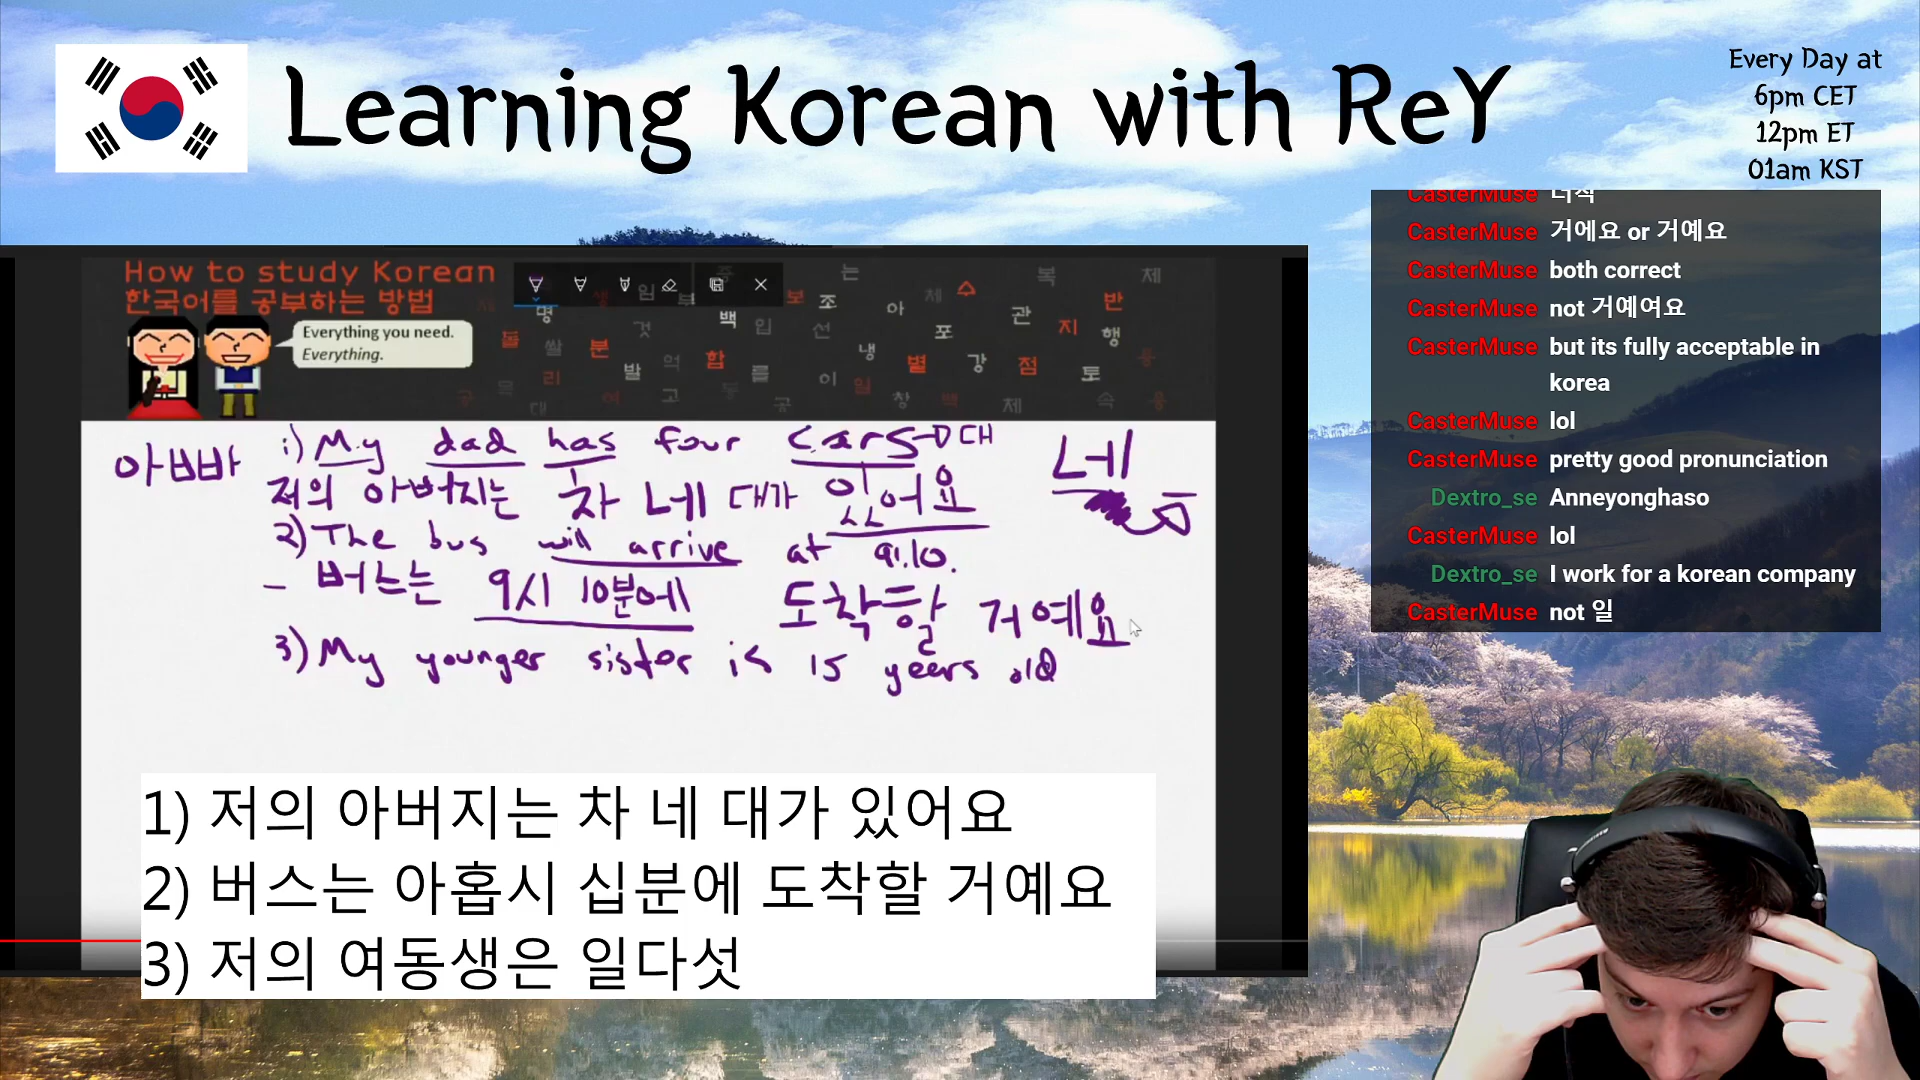 Learning Korean with ReY
Every Day at
6pm CET
12pm ET
01am KST
How to study Korean
한국어를 공부하는 방법
Everything you need.
Everything.
아빠
1) My dad has four cars → 대
저의 아버지는 차 네 대가 있어요
네
2) The bus will arrive at 9:10.
- 버스는 9시 10분에 도착할 거예요
3) My younger sister is 15 years old
1) 저의 아버지는 차 네 대가 있어요
2) 버스는 아홉시 십분에 도착할 거예요
3) 저의 여동생은 일다섯
CasterMuse
CasterMuse 거에요 or 거예요
CasterMuse both correct
CasterMuse not 거예여요
CasterMuse but its fully acceptable in
korea
CasterMuse lol
CasterMuse pretty good pronunciation
Dextro_se Anneyonghaso
CasterMuse lol
Dextro_se I work for a korean company
CasterMuse not 일